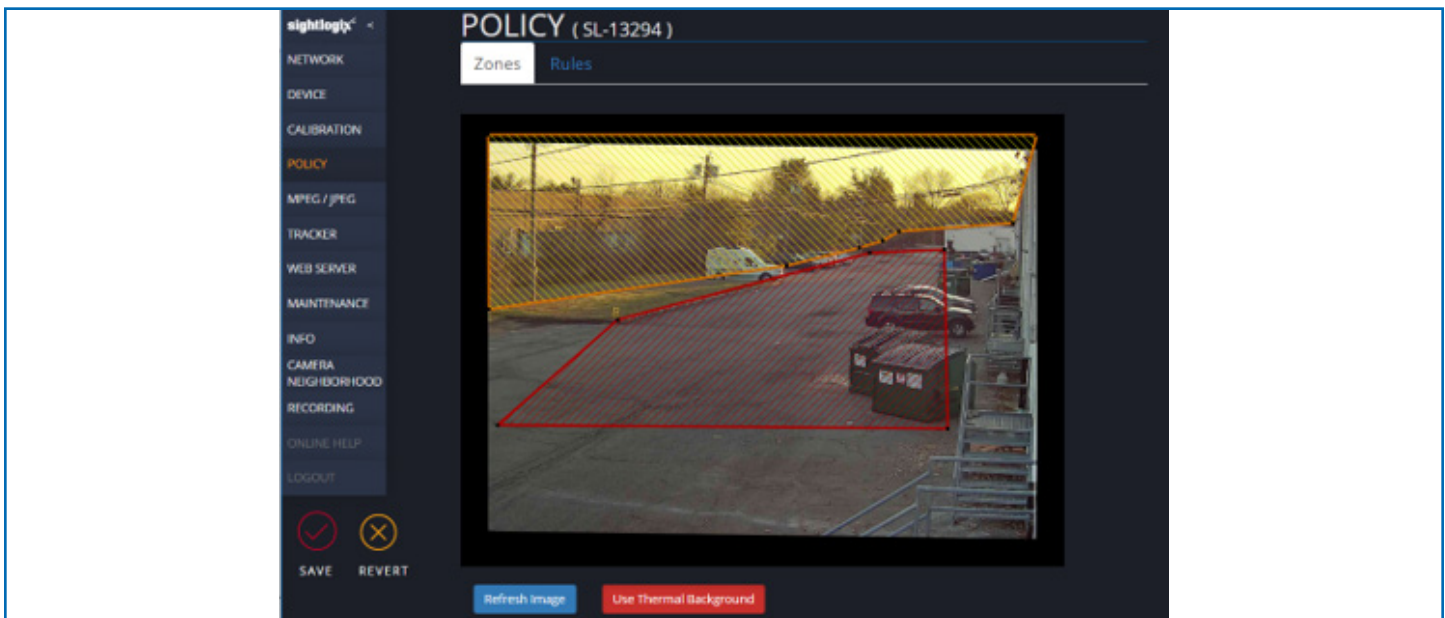 sightlogix <
POLICY ( SL-13294 )
NETWORK
Zones Rules
DEVICE
CALIBRATION
POLICY
MPEG / JPEG
TRACKER
WEB SERVER
MAINTENANCE
INFO
CAMERA
NEIGHBORHOOD
RECORDING
ONLINE HELP
LOGOUT
SAVE REVERT
Refresh Image Use Thermal Background